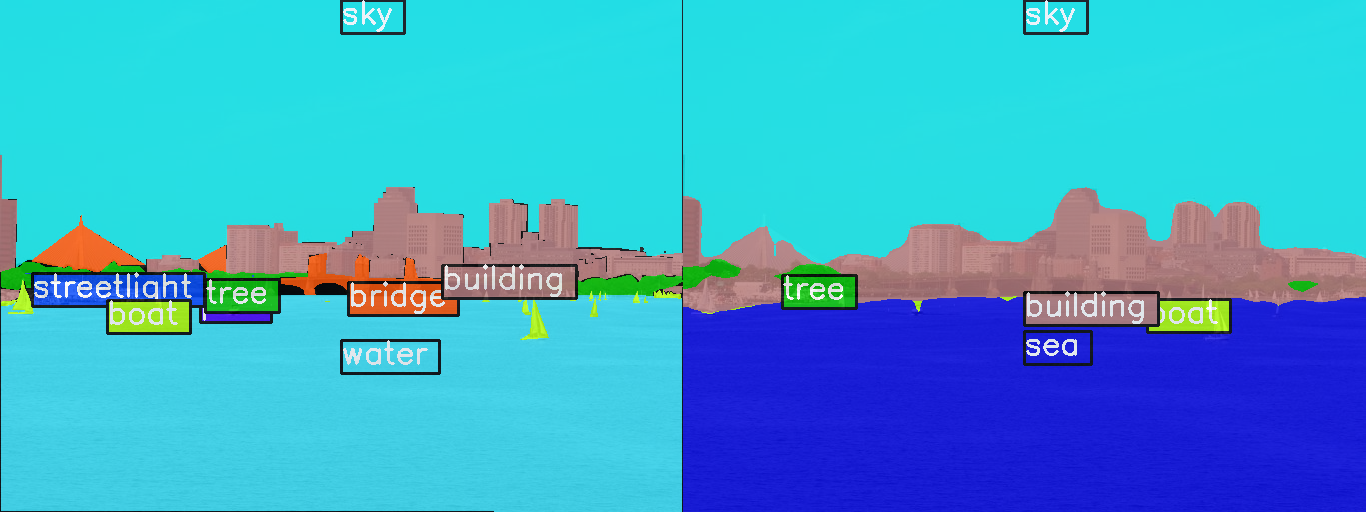 sky
streetlight
tree
boat
bridge
building
water
sky
tree
building
boat
sea